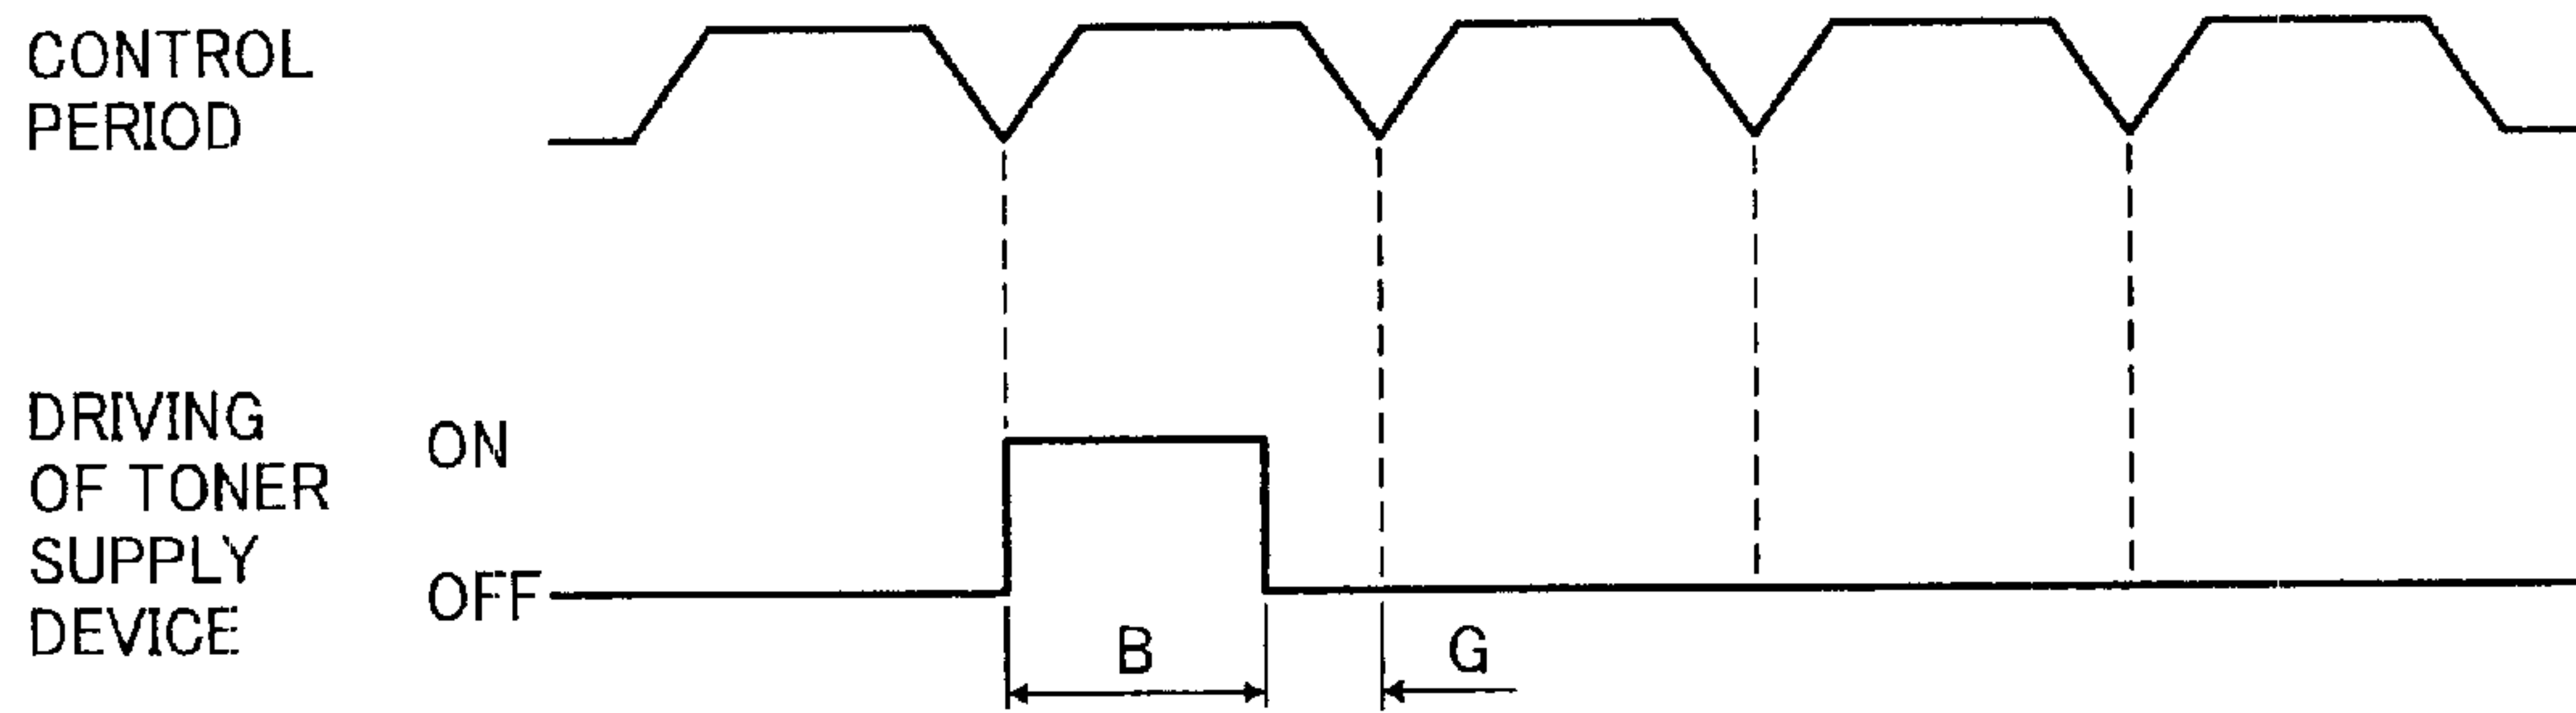 CONTROL
PERIOD
DRIVING
OF TONER
SUPPLY
DEVICE
ON
OFF
B
G